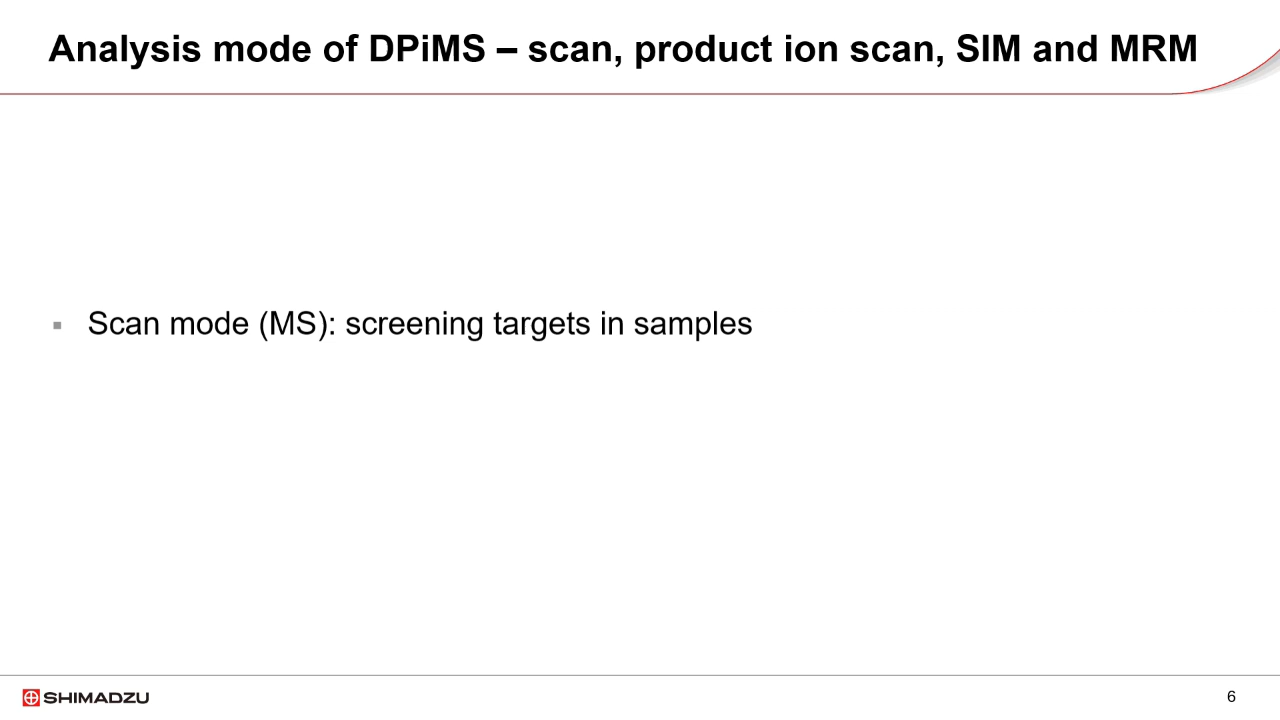 Analysis mode of DPiMS – scan, product ion scan, SIM and MRM
▪ Scan mode (MS): screening targets in samples
SHIMADZU
6